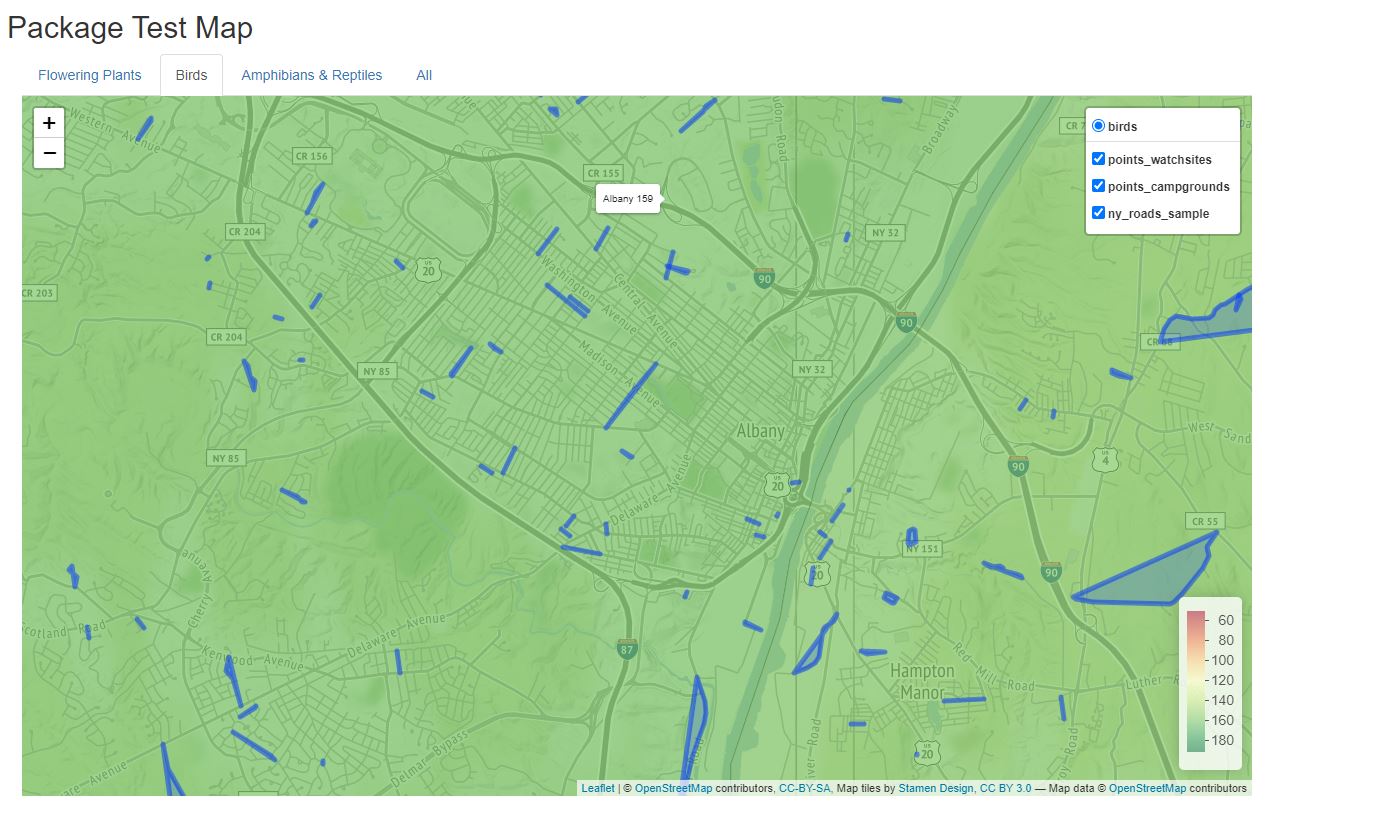 Package Test Map
Flowering Plants
Birds
Amphibians & Reptiles
All
+
−
birds
points_watchsites
points_campgrounds
ny_roads_sample
Western Avenue
CR 156
CR 155
Albany 159
Broadway
CR 204
US
20
NY 32
90
CR 203
CR 204
Washington Avenue
Central Avenue
90
CR 68
NY 85
Madison Avenue
NY 32
Albany
West Sand
NY 85
90
US
4
US
20
Delaware Avenue
CR 55
NY 151
90
20
Cherry Avenue
Scotland Road
Kenwood Avenue
Delaware Avenue
87
Hampton
Manor
Red Mill Road
Luther
Delmar Bypass
US
20
Road
60
80
100
120
140
160
180
Leaflet | © OpenStreetMap contributors, CC-BY-SA, Map tiles by Stamen Design, CC BY 3.0 — Map data © OpenStreetMap contributors